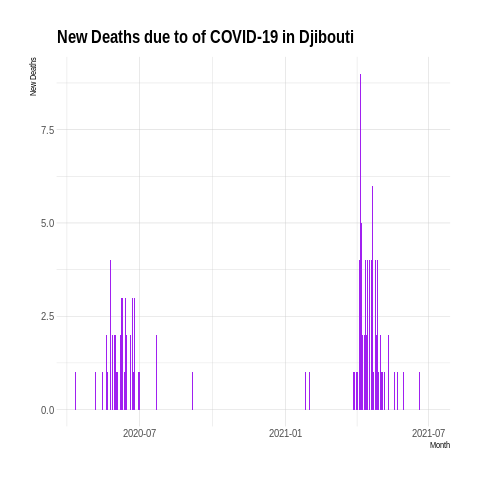 New Deaths due to of COVID-19 in Djibouti
New Deaths
7.5
5.0
2.5
0.0
2020-07 2021-01 2021-07
Month